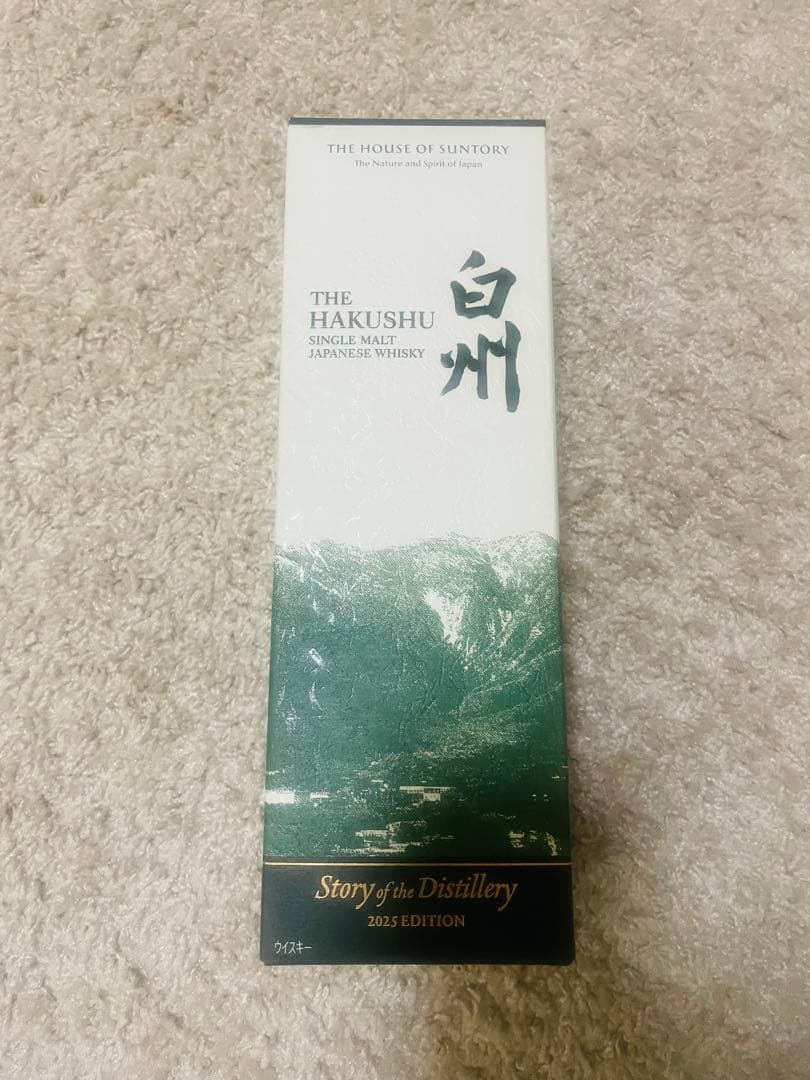 THE HOUSE OF SUNTORY
The Nature and Spirit of Japan
THE
HAKUSHU
SINGLE MALT
JAPANESE WHISKY
白州
Story of the Distillery
2025 EDITION
ウイスキー